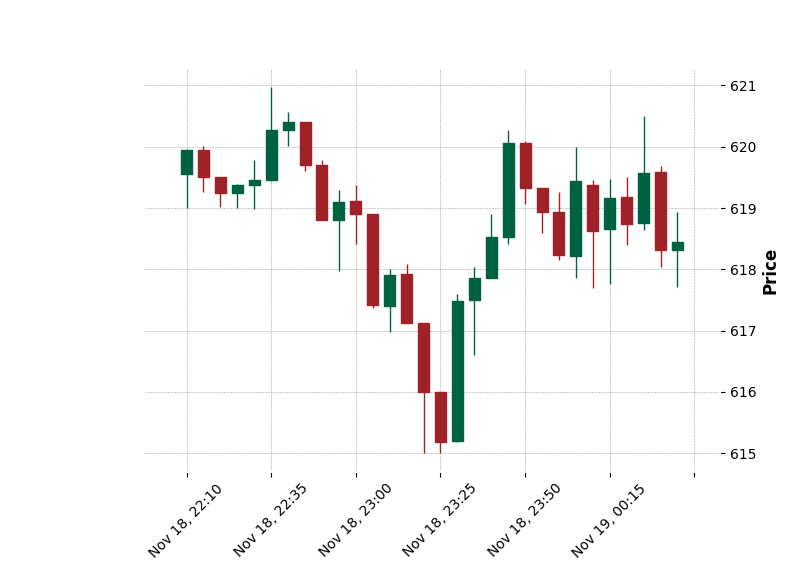 621
620
619
618
617
616
615
Price
Nov 18, 22:10
Nov 18, 22:35
Nov 18, 23:00
Nov 18, 23:25
Nov 18, 23:50
Nov 19, 00:15